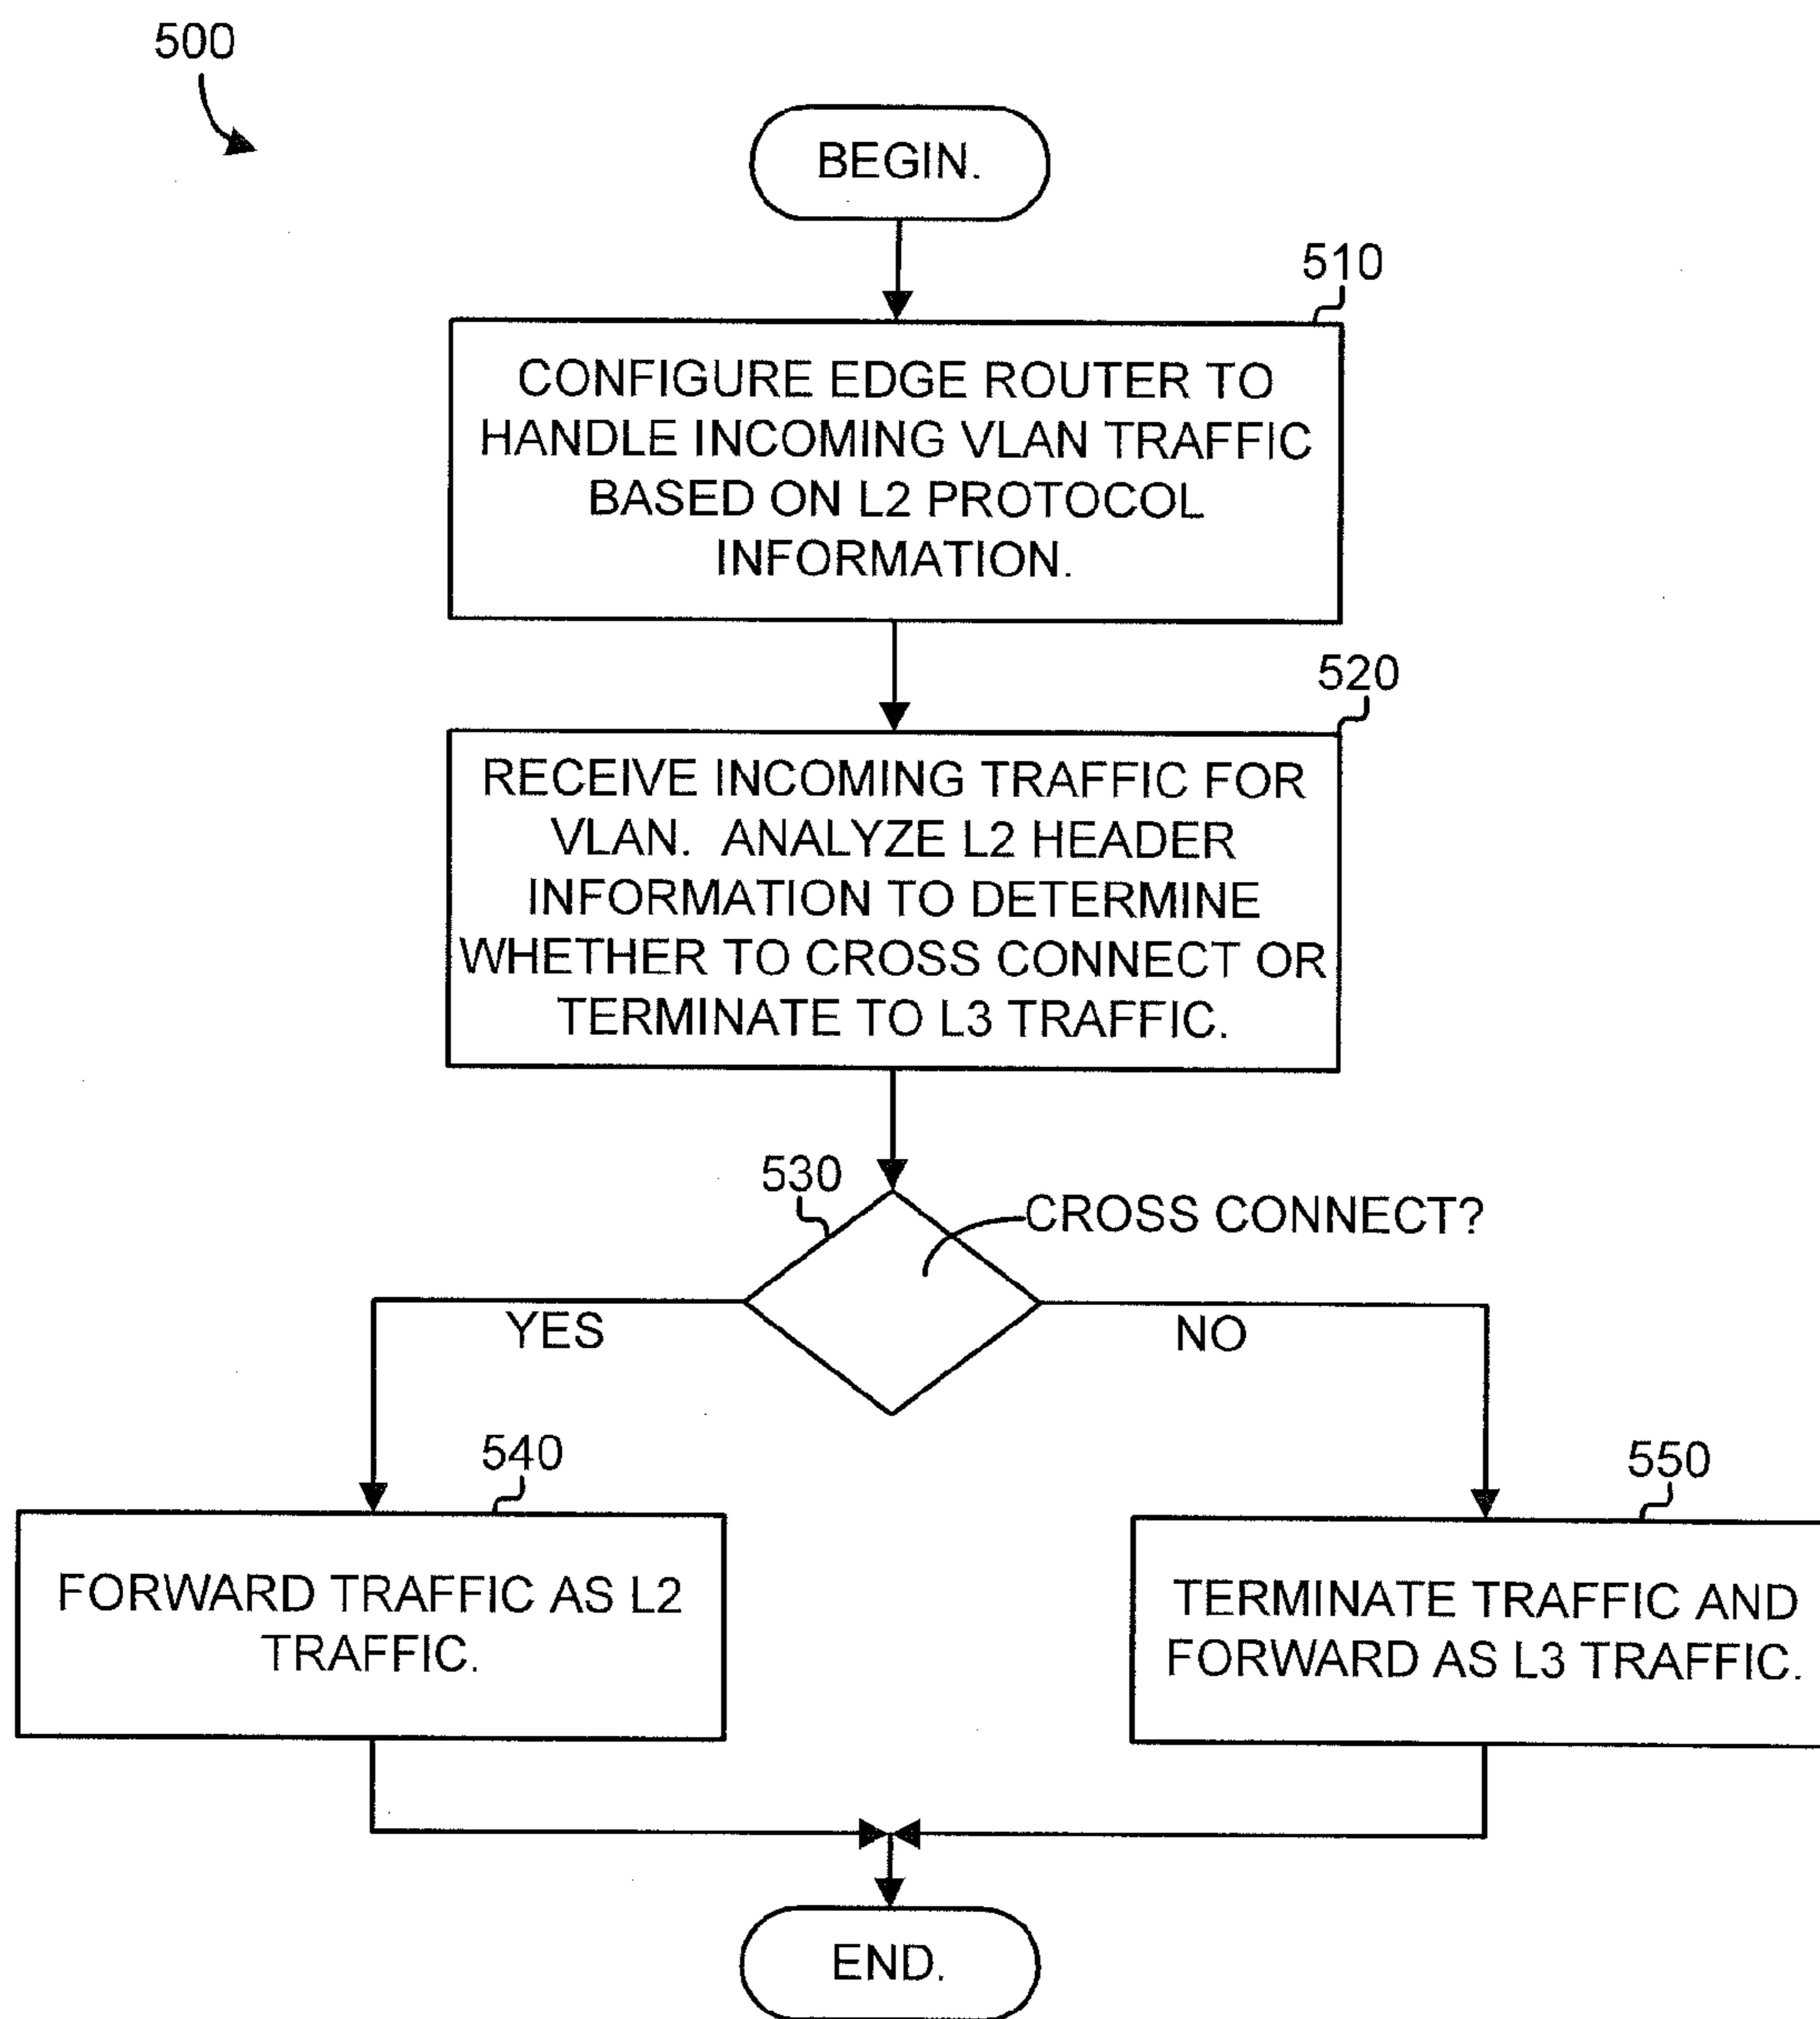 500
BEGIN.
510
CONFIGURE EDGE ROUTER TO
HANDLE INCOMING VLAN TRAFFIC
BASED ON L2 PROTOCOL
INFORMATION.
520
RECEIVE INCOMING TRAFFIC FOR
VLAN. ANALYZE L2 HEADER
INFORMATION TO DETERMINE
WHETHER TO CROSS CONNECT OR
TERMINATE TO L3 TRAFFIC.
530
CROSS CONNECT?
YES
NO
540
FORWARD TRAFFIC AS L2
TRAFFIC.
550
TERMINATE TRAFFIC AND
FORWARD AS L3 TRAFFIC.
END.